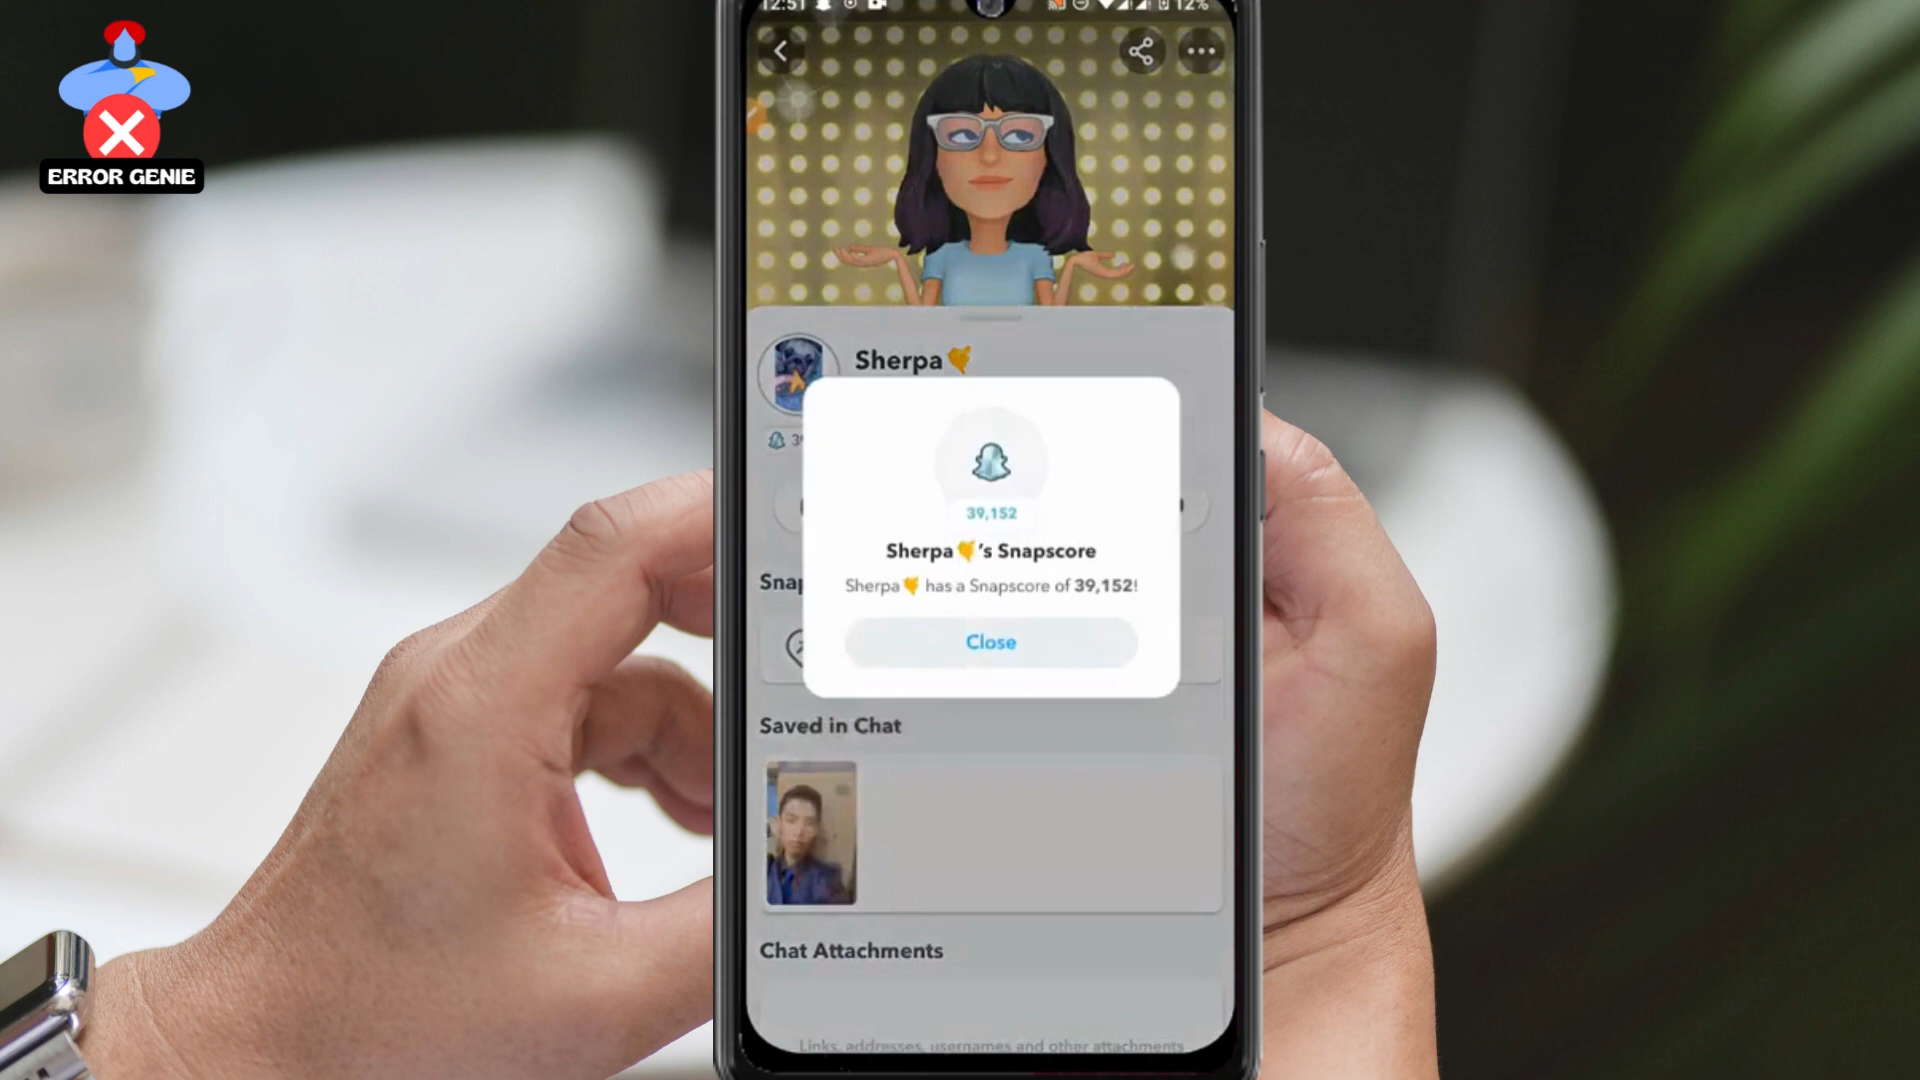 12:51
12%
ERROR GENIE
Sherpa
39
39,152
Sherpa 's Snapscore
Sherpa has a Snapscore of 39,152!
Close
Snap
Saved in Chat
Chat Attachments
Links, addresses, usernames and other attachments